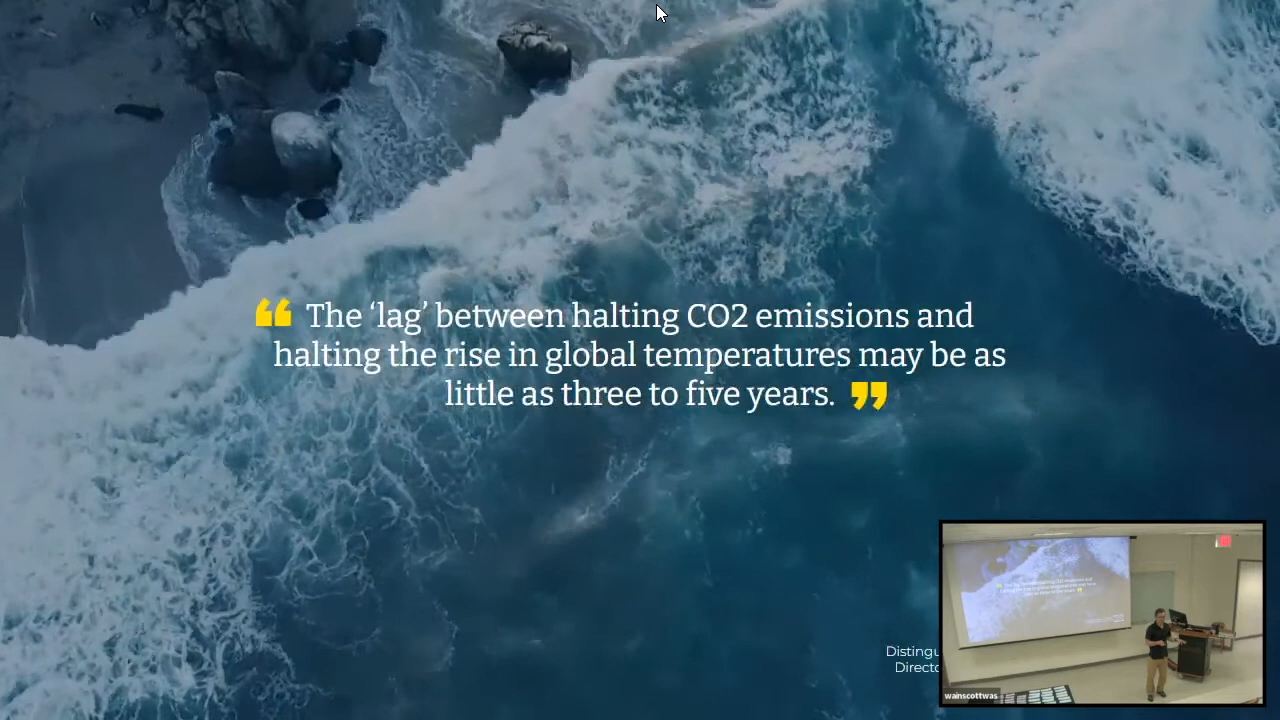 “ The ‘lag’ between halting CO2 emissions and
halting the rise in global temperatures may be as
little as three to five years. ”
wainscottwas